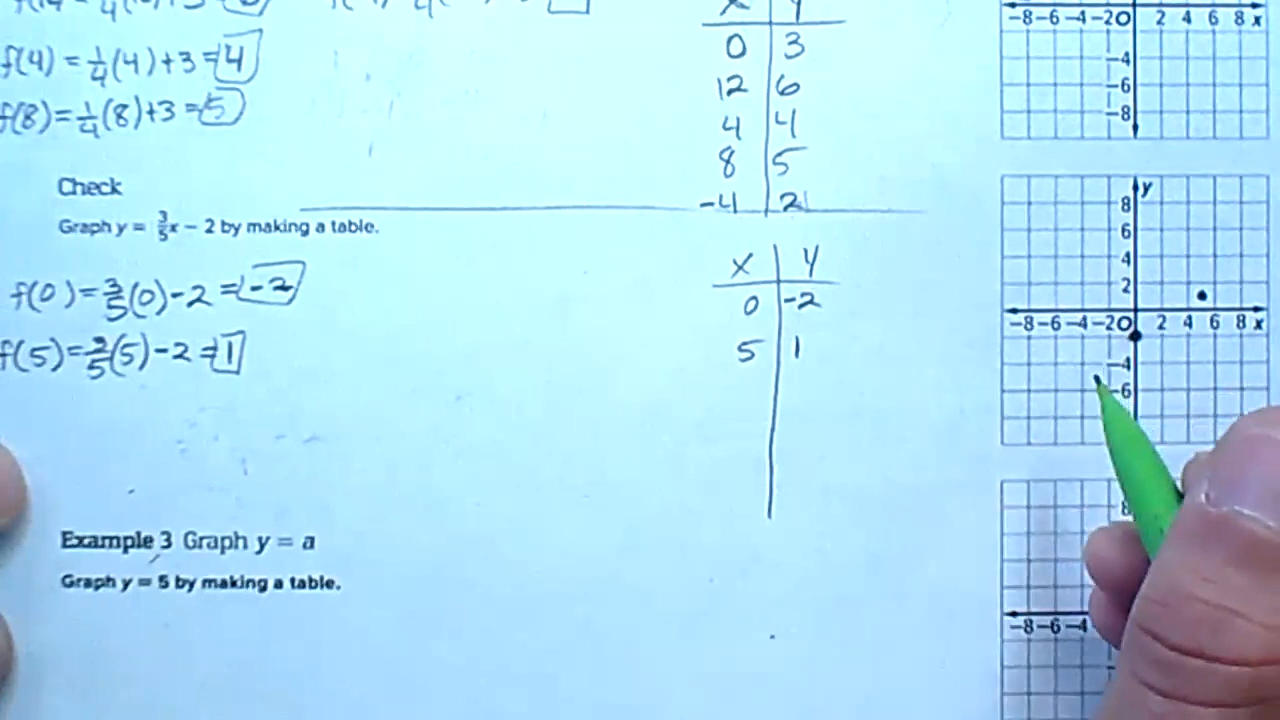 f(4) = 1/4(4)+3 = 4
f(8) = 1/4(8)+3 = 5
x y
0 3
12 6
4 4
8 5
-4 2
Check
Graph y = 3/5x − 2 by making a table.
f(0) = 3/5(0)-2 = -2
f(5) = 3/5(5)-2 = 1
x y
0 -2
5 1
Example 3 Graph y = a
Graph y = 5 by making a table.
−8 −6 −4 −2 O 2 4 6 8 x
−4
−6
−8
y
8
6
4
2
−8 −6 −4 −2 O 2 4 6 8 x
−4
−6
8
−8 −6 −4